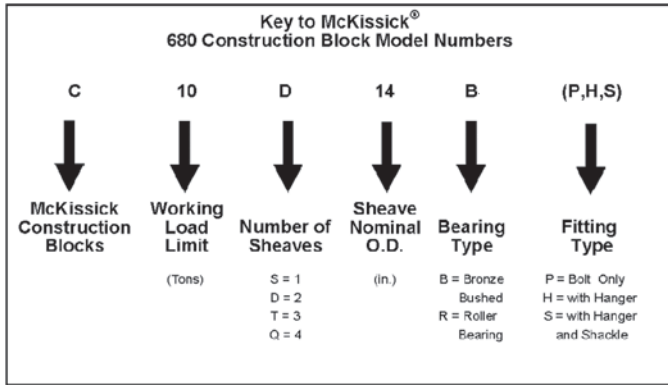 Key to McKissick®
680 Construction Block Model Numbers
C 10 D 14 B (P,H,S)
McKissick
Construction
Blocks
Working
Load
Limit
(Tons)
Number of
Sheaves
S = 1
D = 2
T = 3
Q = 4
Sheave
Nominal
O.D.
(in.)
Bearing
Type
B = Bronze
Bushed
R = Roller
Bearing
Fitting
Type
P = Bolt Only
H = with Hanger
S = with Hanger
and Shackle